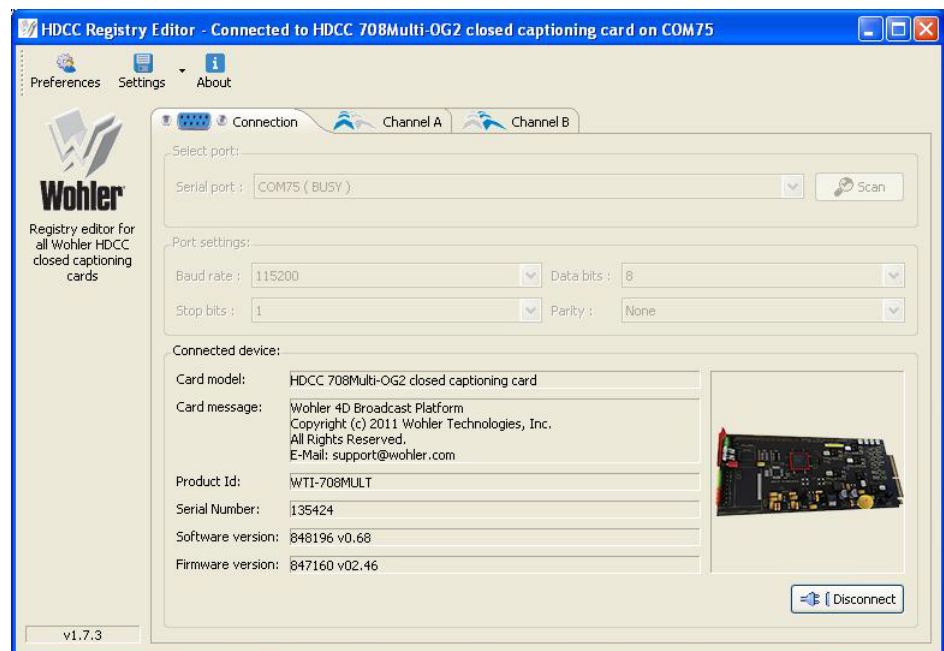 HDCC Registry Editor - Connected to HDCC 708Multi-OG2 closed captioning card on COM75
Preferences Settings About
Connection Channel A Channel B
Wohler
Registry editor for
all Wohler HDCC
closed captioning
cards
Select port:
Serial port : COM75 ( BUSY ) Scan
Port settings:
Baud rate : 115200 Data bits : 8
Stop bits : 1 Parity : None
Connected device:
Card model: HDCC 708Multi-OG2 closed captioning card
Card message: Wohler 4D Broadcast Platform
Copyright (c) 2011 Wohler Technologies, Inc.
All Rights Reserved.
E-Mail: support@wohler.com
Product Id: WTI-708MULT
Serial Number: 135424
Software version: 848196 v0.68
Firmware version: 847160 v02.46
Disconnect
v1.7.3